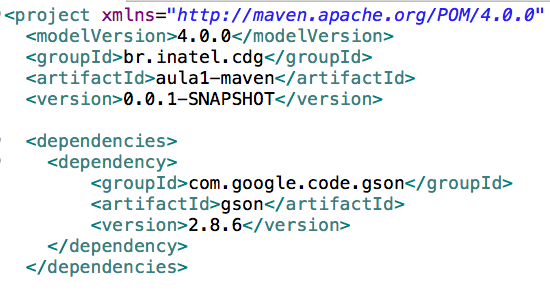 <project xmlns="http://maven.apache.org/POM/4.0.0"
<modelVersion>4.0.0</modelVersion>
<groupId>br.inatel.cdg</groupId>
<artifactId>aula1-maven</artifactId>
<version>0.0.1-SNAPSHOT</version>
<dependencies>
<dependency>
<groupId>com.google.code.gson</groupId>
<artifactId>gson</artifactId>
<version>2.8.6</version>
</dependency>
</dependencies>